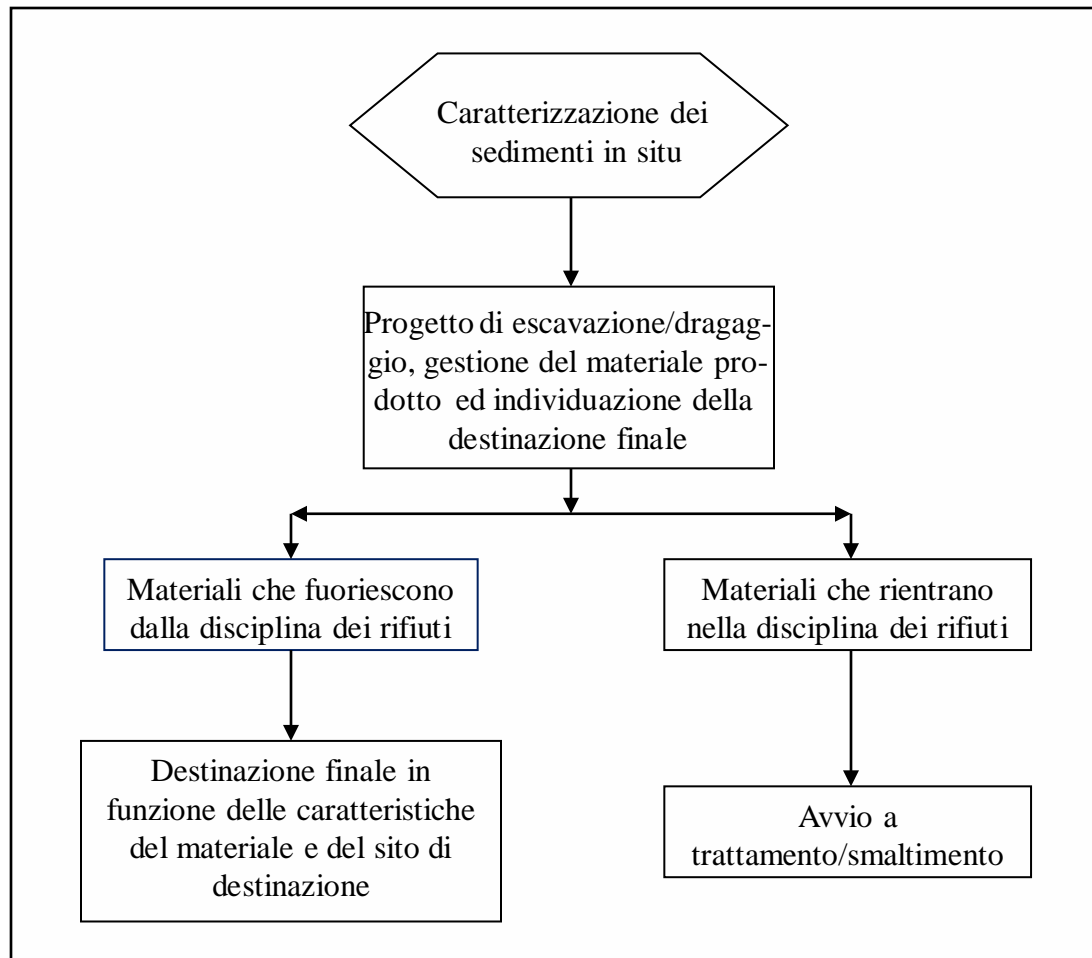 Caratterizzazione dei
sedimenti in situ
Progetto di escavazione/dragag-
gio, gestione del materiale pro-
dotto ed individuazione della
destinazione finale
Materiali che fuoriescono
dalla disciplina dei rifiuti
Materiali che rientrano
nella disciplina dei rifiuti
Destinazione finale in
funzione delle caratteristiche
del materiale e del sito di
destinazione
Avvio a
trattamento/smaltimento